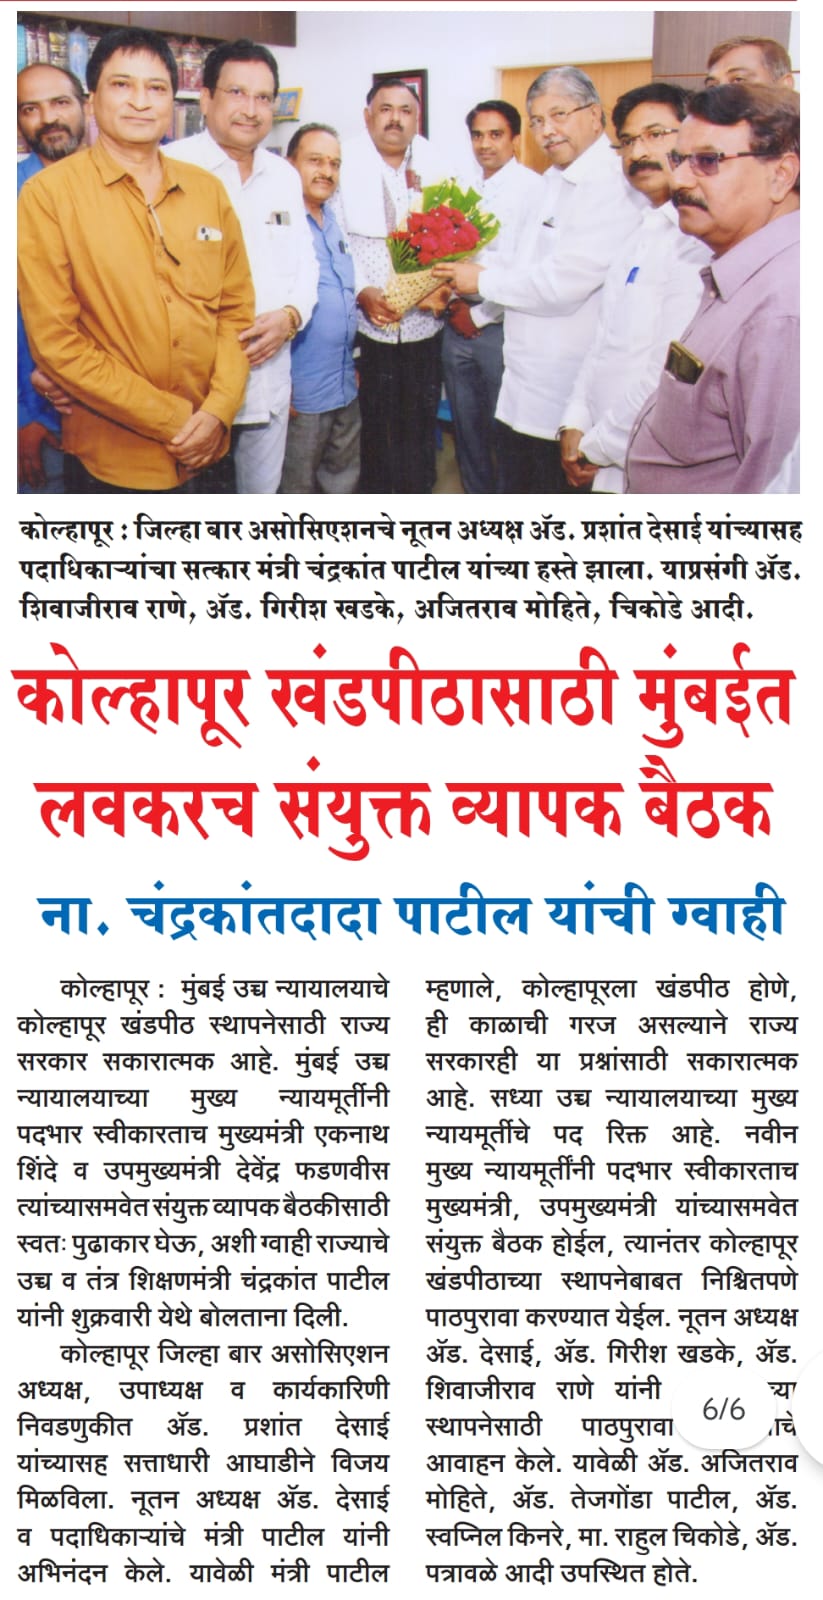 कोल्हापूर : जिल्हा बार असोसिएशनचे नूतन अध्यक्ष ॲड. प्रशांत देसाई यांच्यासह
पदाधिकाऱ्यांचा सत्कार मंत्री चंद्रकांत पाटील यांच्या हस्ते झाला. याप्रसंगी ॲड.
शिवाजीराव राणे, ॲड. गिरीश खडके, अजितराव मोहिते, चिकोडे आदी.
कोल्हापूर खंडपीठासाठी मुंबईत
लवकरच संयुक्त व्यापक बैठक
ना. चंद्रकांतदादा पाटील यांची ग्वाही
कोल्हापूर : मुंबई उच्च न्यायालयाचे
कोल्हापूर खंडपीठ स्थापनेसाठी राज्य
सरकार सकारात्मक आहे. मुंबई उच्च
न्यायालयाच्या मुख्य न्यायमूर्तीनी
पदभार स्वीकारताच मुख्यमंत्री एकनाथ
शिंदे व उपमुख्यमंत्री देवेंद्र फडणवीस
त्यांच्यासमवेत संयुक्त व्यापक बैठकीसाठी
स्वतः पुढाकार घेऊ, अशी ग्वाही राज्याचे
उच्च व तंत्र शिक्षणमंत्री चंद्रकांत पाटील
यांनी शुक्रवारी येथे बोलताना दिली.
कोल्हापूर जिल्हा बार असोसिएशन
अध्यक्ष, उपाध्यक्ष व कार्यकारिणी
निवडणुकीत ॲड. प्रशांत देसाई
यांच्यासह सत्ताधारी आघाडीने विजय
मिळविला. नूतन अध्यक्ष ॲड. देसाई
व पदाधिकाऱ्यांचे मंत्री पाटील यांनी
अभिनंदन केले. यावेळी मंत्री पाटील
म्हणाले, कोल्हापूरला खंडपीठ होणे,
ही काळाची गरज असल्याने राज्य
सरकारही या प्रश्नांसाठी सकारात्मक
आहे. सध्या उच्च न्यायालयाच्या मुख्य
न्यायमूर्तीचे पद रिक्त आहे. नवीन
मुख्य न्यायमूर्तींनी पदभार स्वीकारताच
मुख्यमंत्री, उपमुख्यमंत्री यांच्यासमवेत
संयुक्त बैठक होईल, त्यानंतर कोल्हापूर
खंडपीठाच्या स्थापनेबाबत निश्चितपणे
पाठपुरावा करण्यात येईल. नूतन अध्यक्ष
ॲड. देसाई, ॲड. गिरीश खडके, ॲड.
शिवाजीराव राणे यांनी
स्थापनेसाठी पाठपुरावा
6/6
आवाहन केले. यावेळी ॲड. अजितराव
मोहिते, ॲड. तेजगोंडा पाटील, ॲड.
स्वप्निल किनरे, मा. राहुल चिकोडे, ॲड.
पत्रावळे आदी उपस्थित होते.